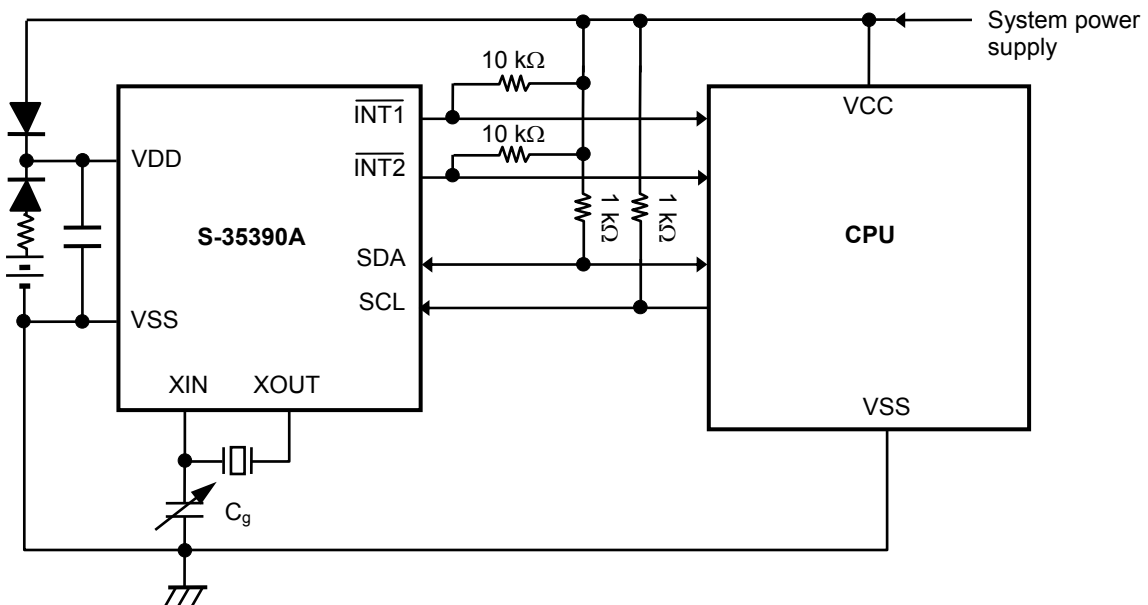 System power
supply
10 kΩ
INT1
VCC
10 kΩ
VDD
INT2
1 kΩ
1 kΩ
S-35390A
CPU
SDA
SCL
VSS
XIN
XOUT
VSS
Cg